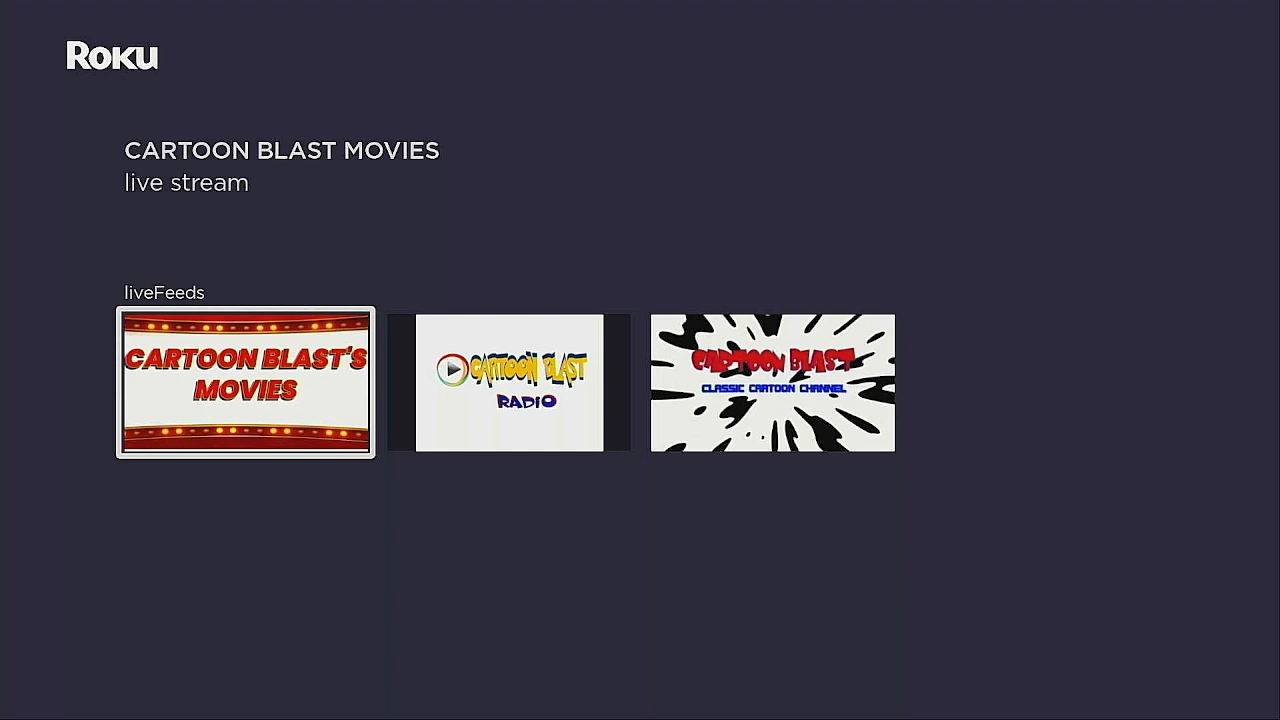 Roku
CARTOON BLAST MOVIES
live stream
liveFeeds
CARTOON BLAST'S
MOVIES
CARTOON BLAST
RADIO
CARTOON BLAST
CLASSIC CARTOON CHANNEL